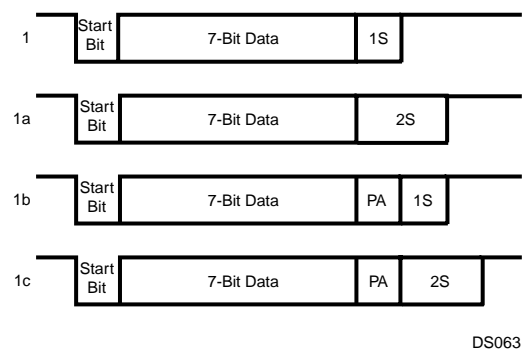 1 Start Bit 7-Bit Data 1S
1a Start Bit 7-Bit Data 2S
1b Start Bit 7-Bit Data PA 1S
1c Start Bit 7-Bit Data PA 2S
DS063